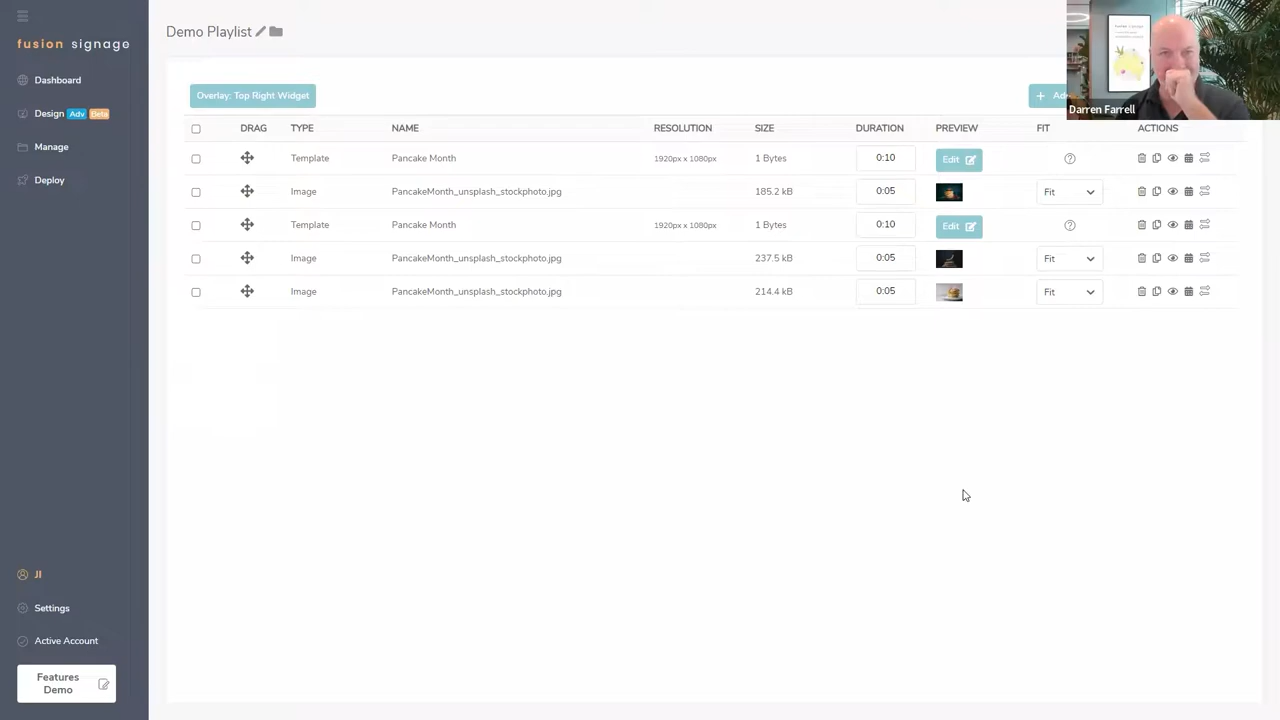 Demo Playlist
fusion signage
Dashboard
Design Adv Beta
Manage
Deploy
JI
Settings
Active Account
Features
Demo
Overlay: Top Right Widget
+
Darren Farrell
DRAG TYPE NAME RESOLUTION SIZE DURATION PREVIEW FIT ACTIONS
Template Pancake Month 1920px x 1080px 1 Bytes 0:10 Edit
Image PancakeMonth_unsplash_stockphoto.jpg 185.2 kB 0:05 Fit
Template Pancake Month 1920px x 1080px 1 Bytes 0:10 Edit
Image PancakeMonth_unsplash_stockphoto.jpg 237.5 kB 0:05 Fit
Image PancakeMonth_unsplash_stockphoto.jpg 214.4 kB 0:05 Fit